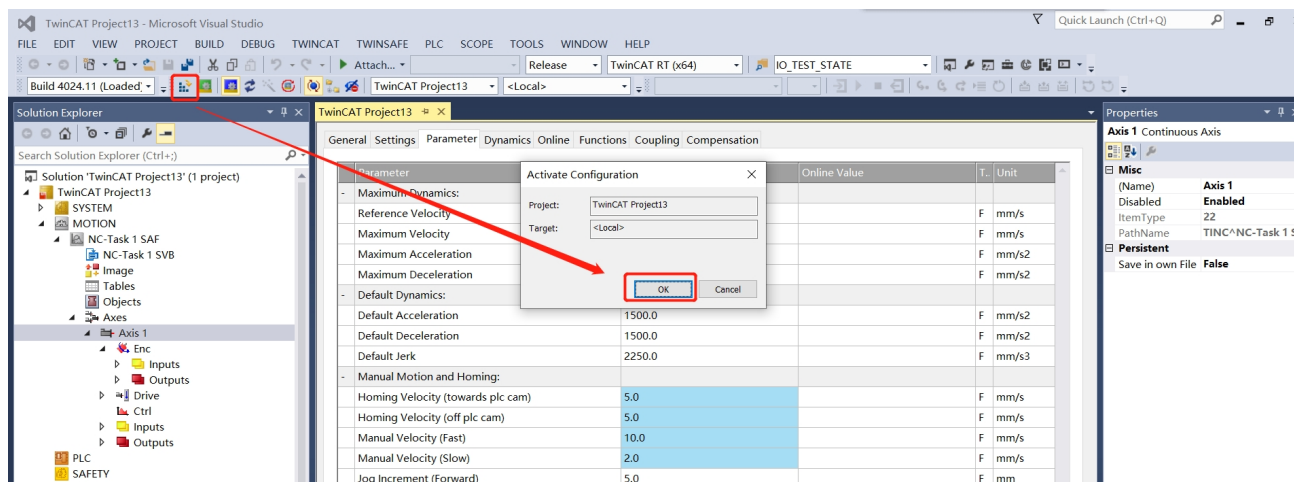 TwinCAT Project13 - Microsoft Visual Studio
Quick Launch (Ctrl+Q)
FILE EDIT VIEW PROJECT BUILD DEBUG TWINCAT TWINSAFE PLC SCOPE TOOLS WINDOW HELP
Attach... Release TwinCAT RT (x64) IO_TEST_STATE
Build 4024.11 (Loaded) TwinCAT Project13 <Local>
Solution Explorer
Search Solution Explorer (Ctrl+;)
Solution 'TwinCAT Project13' (1 project)
TwinCAT Project13
SYSTEM
MOTION
NC-Task 1 SAF
NC-Task 1 SVB
Image
Tables
Objects
Axes
Axis 1
Enc
Inputs
Outputs
Drive
Ctrl
Inputs
Outputs
PLC
SAFETY
TwinCAT Project13
General Settings Parameter Dynamics Online Functions Coupling Compensation
Parameter Online Value T.. Unit
- Maximum Dynamics:
Reference Velocity F mm/s
Maximum Velocity F mm/s
Maximum Acceleration F mm/s2
Maximum Deceleration F mm/s2
- Default Dynamics:
Default Acceleration 1500.0 F mm/s2
Default Deceleration 1500.0 F mm/s2
Default Jerk 2250.0 F mm/s3
- Manual Motion and Homing:
Homing Velocity (towards plc cam) 5.0 F mm/s
Homing Velocity (off plc cam) 5.0 F mm/s
Manual Velocity (Fast) 10.0 F mm/s
Manual Velocity (Slow) 2.0 F mm/s
Jog Increment (Forward) 5.0 F mm
Activate Configuration
Project: TwinCAT Project13
Target: <Local>
OK Cancel
Properties
Axis 1 Continuous Axis
Misc
(Name) Axis 1
Disabled Enabled
ItemType 22
PathName TINC^NC-Task 1 S
Persistent
Save in own File False